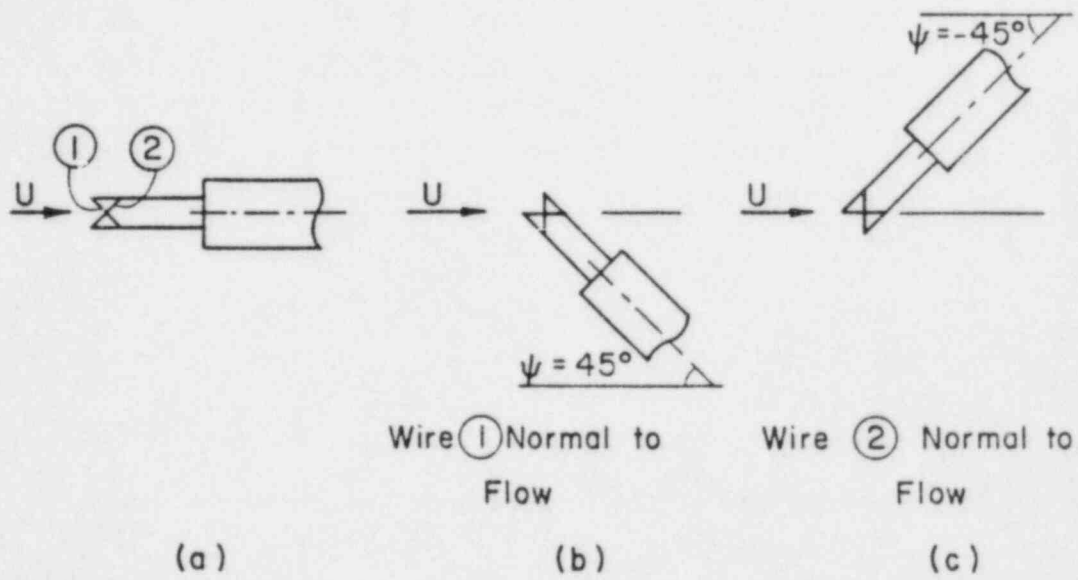 ψ = -45°
① ②
U
U
U
ψ = 45°
Wire ① Normal to
Flow
Wire ② Normal to
Flow
(a)
(b)
(c)